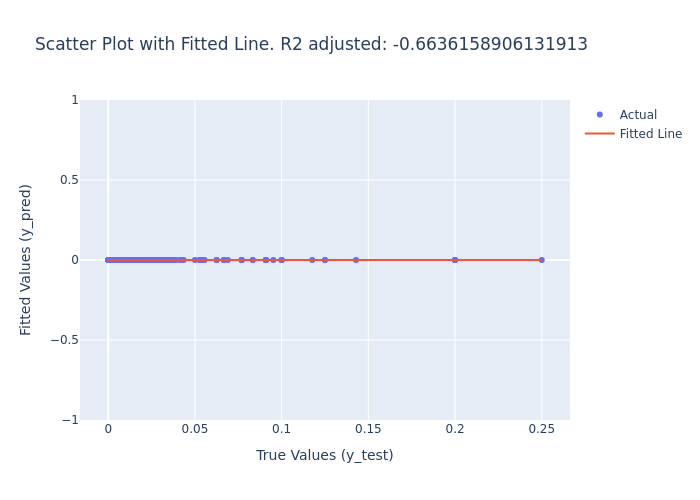 Scatter Plot with Fitted Line. R2 adjusted: -0.6636158906131913
Actual
Fitted Line
Fitted Values (y_pred)
1
0.5
0
−0.5
−1
0
0.05
0.1
0.15
0.2
0.25
True Values (y_test)